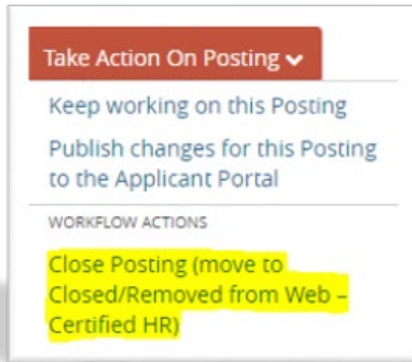 Take Action On Posting
Keep working on this Posting
Publish changes for this Posting
to the Applicant Portal
WORKFLOW ACTIONS
Close Posting (move to
Closed/Removed from Web –
Certified HR)